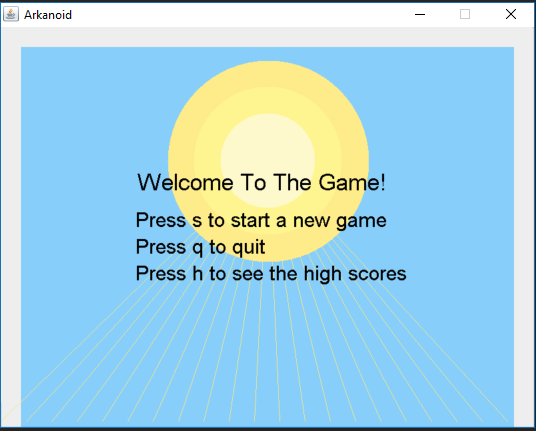 Arkanoid
Welcome To The Game!
Press s to start a new game
Press q to quit
Press h to see the high scores